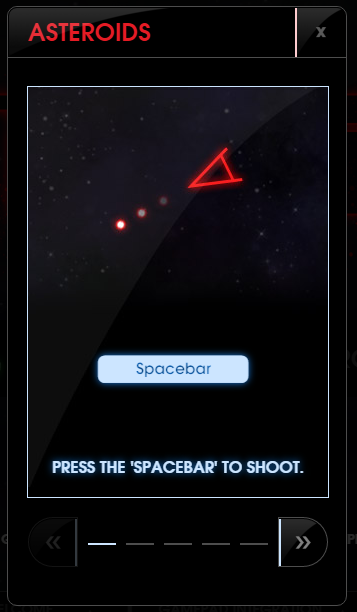 ASTEROIDS
x
Spacebar
PRESS THE 'SPACEBAR' TO SHOOT.